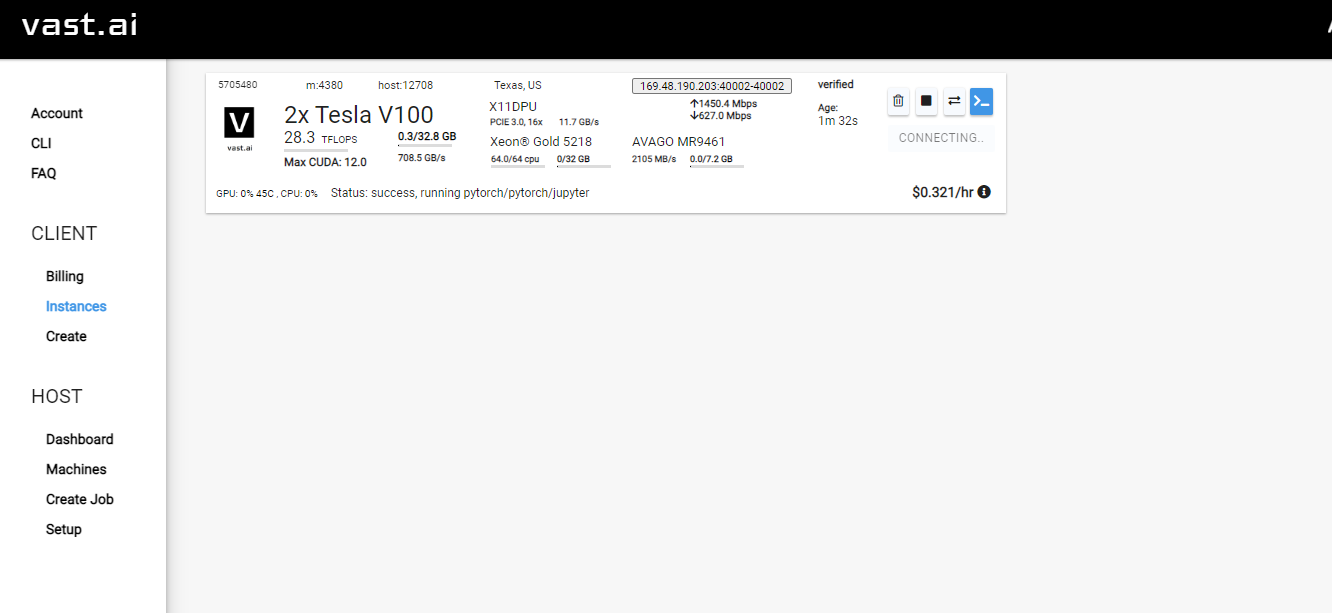 vast.ai
Account
CLI
FAQ
CLIENT
Billing
Instances
Create
HOST
Dashboard
Machines
Create Job
Setup
5705480 m:4380 host:12708 Texas, US 169.48.190.203:40002-40002 verified
V
vast.ai
2x Tesla V100
28.3 TFLOPS 0.3/32.8 GB
Max CUDA: 12.0 708.5 GB/s
X11DPU
PCIE 3.0, 16x 11.7 GB/s
Xeon® Gold 5218
64.0/64 cpu 0/32 GB
↑1450.4 Mbps
↓627.0 Mbps
AVAGO MR9461
2105 MB/s 0.0/7.2 GB
Age:
1m 32s
CONNECTING..
GPU: 0% 45C , CPU: 0% Status: success, running pytorch/pytorch/jupyter $0.321/hr